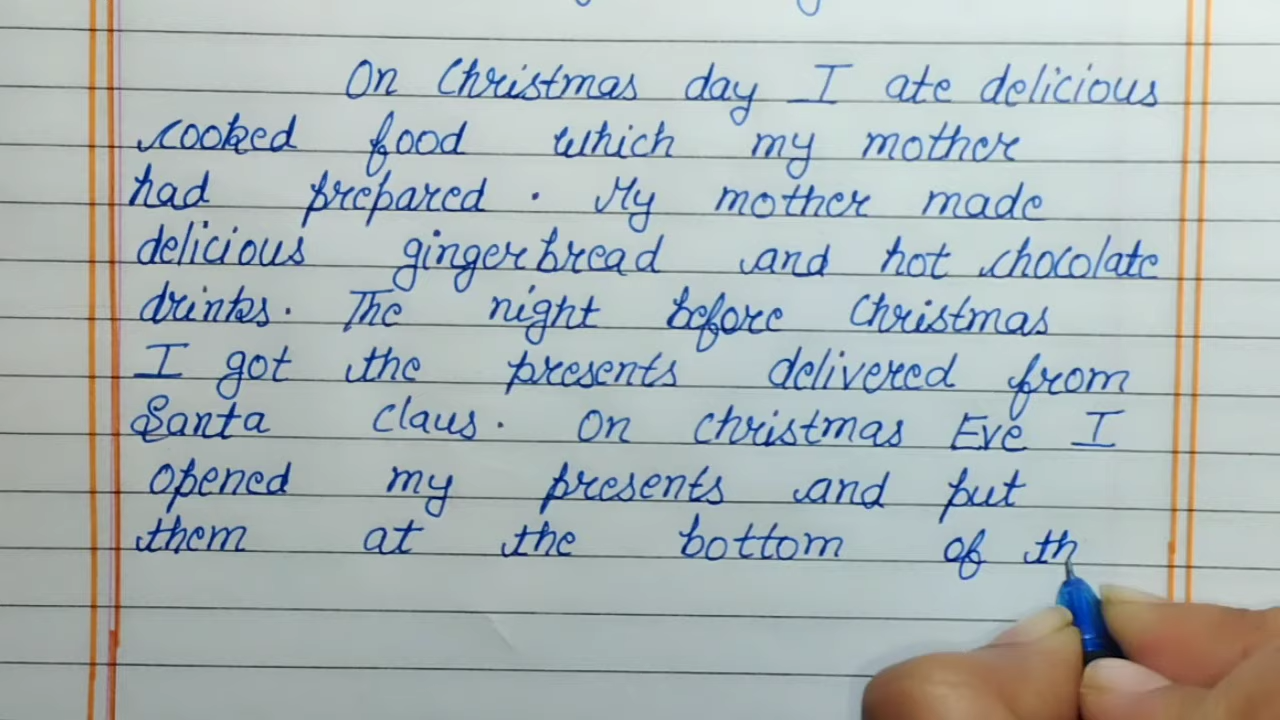 On Christmas day I ate delicious
cooked food which my mother
had prepared. My mother made
delicious gingerbread and hot chocolate
drinks. The night before Christmas
I got the presents delivered from
Santa Claus. On Christmas Eve I
opened my presents and put
them at the bottom of th